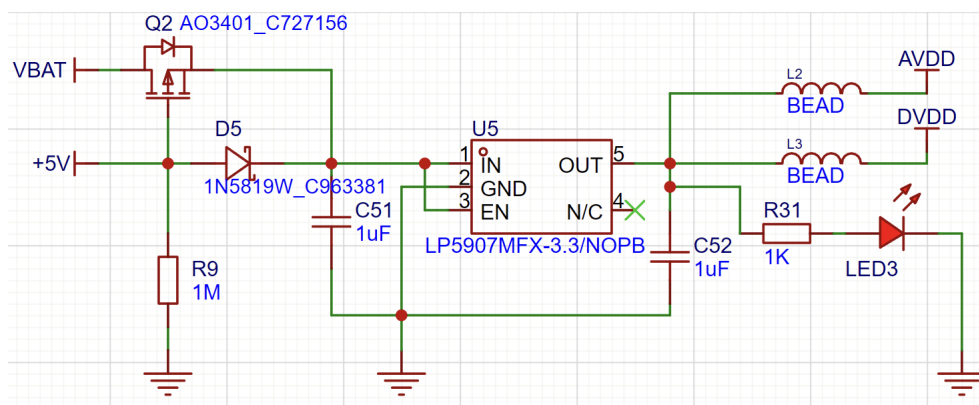 Q2 AO3401_C727156
VBAT
AVDD
L2
BEAD
DVDD
D5
U5
L3
+5V
1
IN
OUT
5
BEAD
1N5819W_C963381
2
GND
C51
3
EN
N/C
4
R31
1uF
LP5907MFX-3.3/NOPB
C52
1K
R9
1uF
LED3
1M